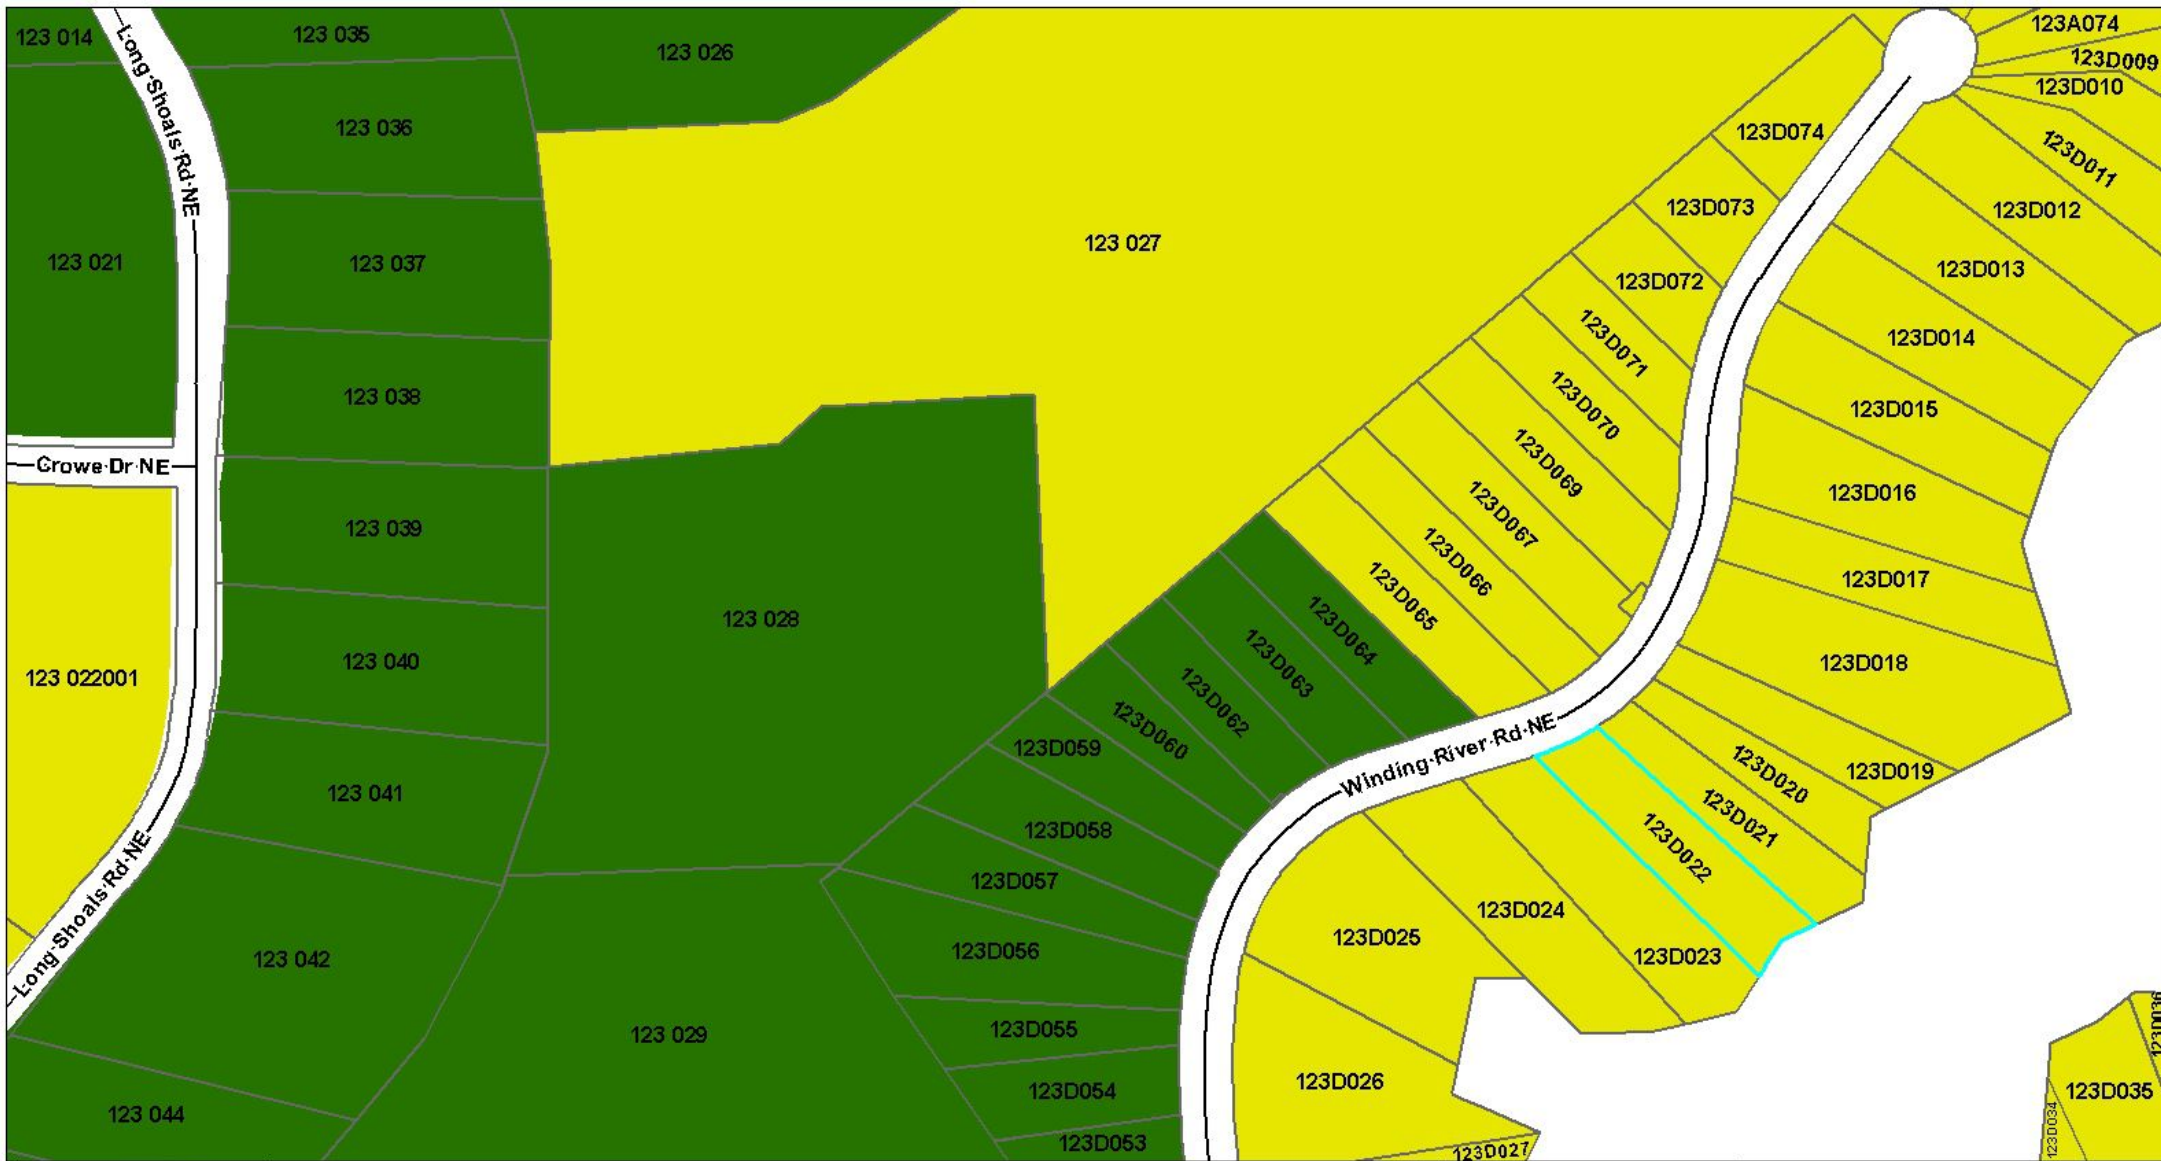 123 014
123 035
123 026
123A074
123D009
123D010
Long Shoals Rd NE
123 036
123D074
123D011
123D073
123D012
123 021
123 037
123 027
123D072
123D013
123D071
123D014
123 038
123D070
123D015
Crowe Dr NE
123D069
123 039
123D067
123D016
123D066
123D065
123D017
123 028
123D064
123D063
123D062
123D060
123D059
123 022001
123 040
123D018
Winding River Rd NE
123D019
123D020
123D021
123D022
123 041
123D058
123D057
123D024
123D025
123D023
Long Shoals Rd NE
123 042
123D056
123 029
123D055
123D026
123D054
123D036
123D035
123D034
123 044
123D053
123D027